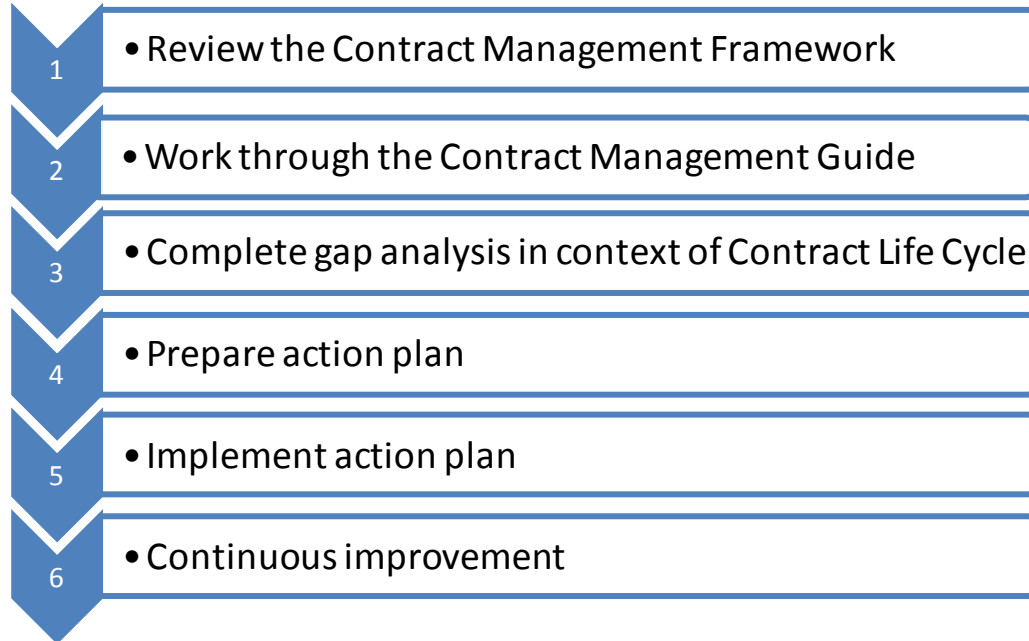 1
• Review the Contract Management Framework
2
• Work through the Contract Management Guide
3
• Complete gap analysis in context of Contract Life Cycle
4
• Prepare action plan
5
• Implement action plan
6
• Continuous improvement